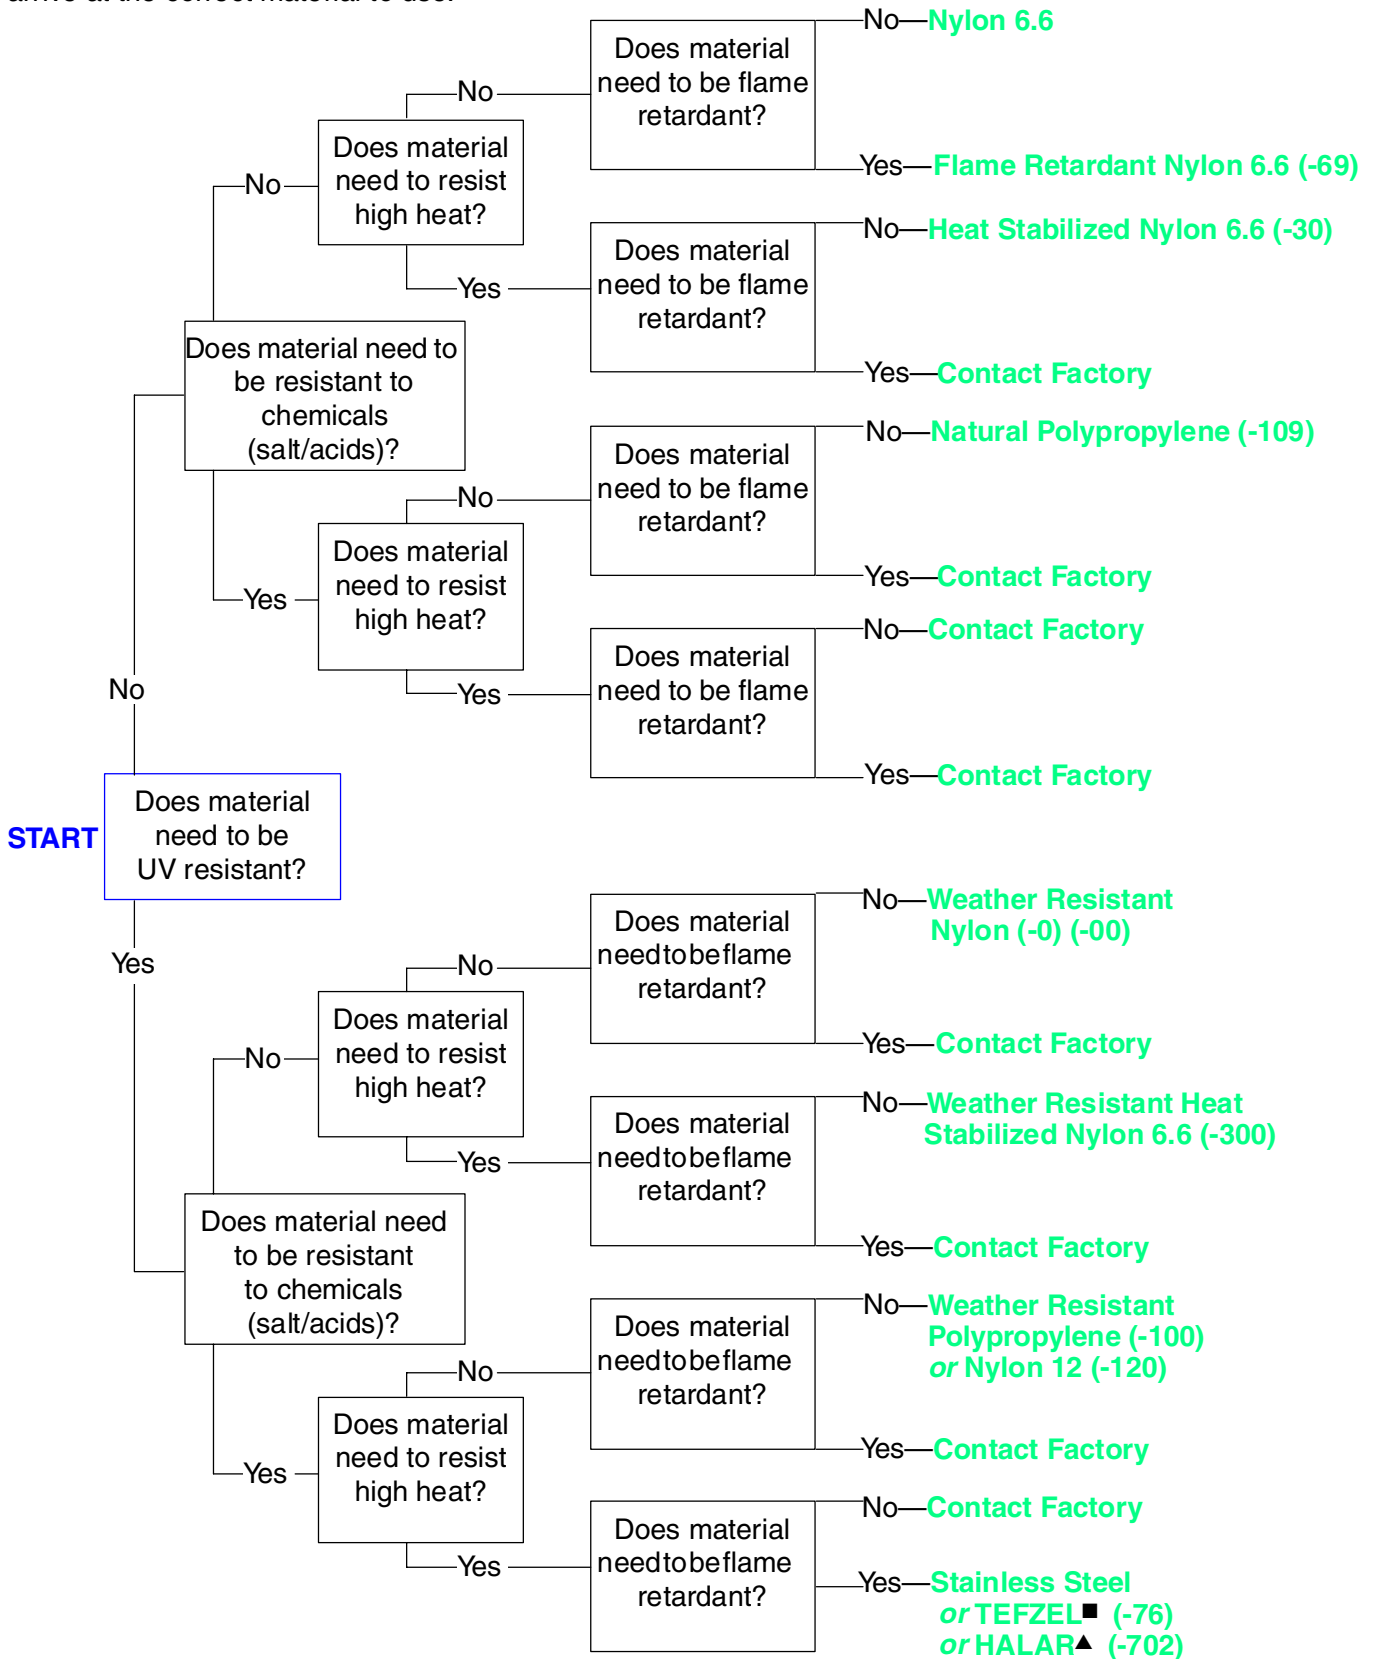 arrive at the correct material to use.
No Nylon 6.6
Does material
need to be flame
retardant?
No
Yes Flame Retardant Nylon 6.6 (-69)
Does material
need to resist
high heat?
No
No Heat Stabilized Nylon 6.6 (-30)
Does material
need to be flame
retardant?
Yes
Yes Contact Factory
Does material need to
be resistant to
chemicals
(salt/acids)?
No Natural Polypropylene (-109)
Does material
need to be flame
retardant?
No
Yes Contact Factory
Does material
need to resist
high heat?
Yes
No Contact Factory
Does material
need to be flame
retardant?
Yes
Yes Contact Factory
No
START
Does material
need to be
UV resistant?
Yes
No Weather Resistant
Nylon (-0) (-00)
Does material
needtobeflame
retardant?
No
Yes Contact Factory
Does material
need to resist
high heat?
No
No Weather Resistant Heat
Stabilized Nylon 6.6 (-300)
Does material
needtobeflame
retardant?
Yes
Yes Contact Factory
Does material need
to be resistant
to chemicals
(salt/acids)?
No Weather Resistant
Polypropylene (-100)
or Nylon 12 (-120)
Does material
needtobeflame
retardant?
No
Yes Contact Factory
Does material
need to resist
high heat?
Yes
No Contact Factory
Does material
needtobeflame
retardant?
Yes
Yes Stainless Steel
or TEFZEL■ (-76)
or HALAR▲ (-702)